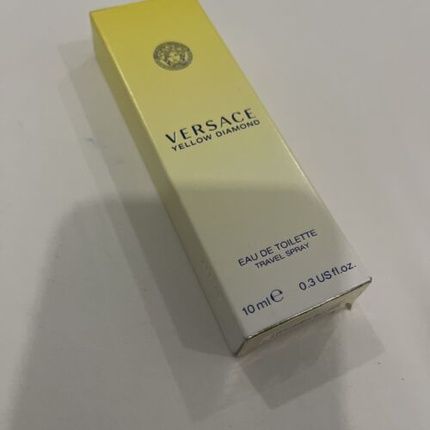 VERSACE
YELLOW DIAMOND
EAU DE TOILETTE
TRAVEL SPRAY
10 ml ℮ 0.3 US fl.oz.